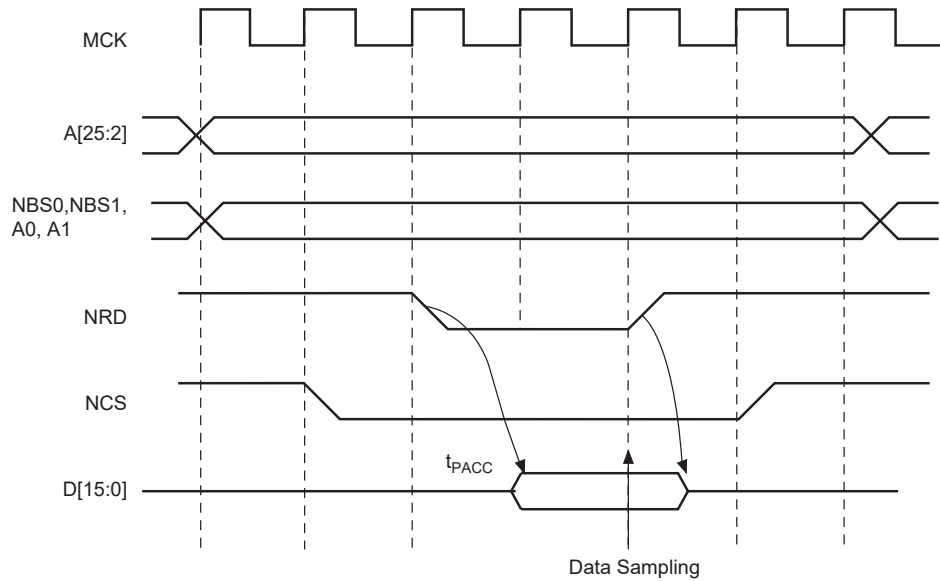 MCK
A[25:2]
NBS0,NBS1,
A0, A1
NRD
NCS
tPACC
D[15:0]
Data Sampling